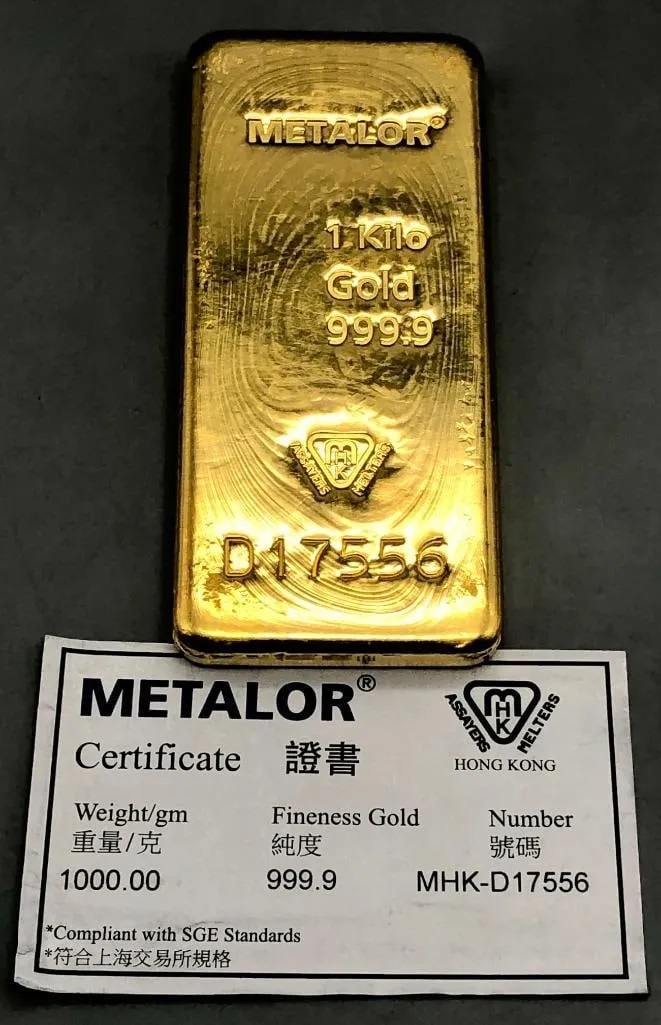 METALOR®
1 Kilo
Gold
999.9
MHK
ASSAYERS MELTERS
D17556
METALOR®
MHK
ASSAYERS MELTERS
HONG KONG
Certificate 證書
Weight/gm Fineness Gold Number
重量/克 純度 號碼
1000.00 999.9 MHK-D17556
*Compliant with SGE Standards
*符合上海交易所規格